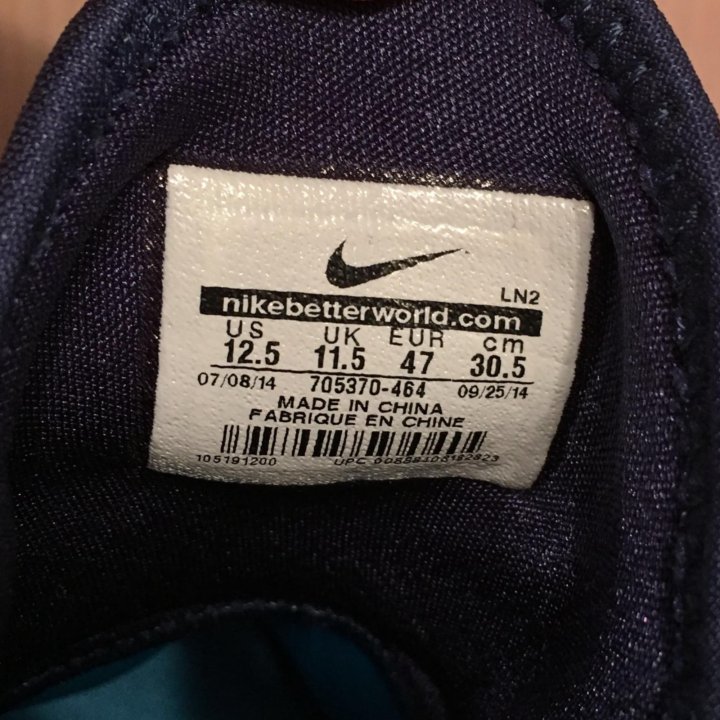 LN2
nikebetterworld.com
US UK EUR cm
12.5 11.5 47 30.5
07/08/14 705370-464 09/25/14
MADE IN CHINA
FABRIQUE EN CHINE
105191200 UPC